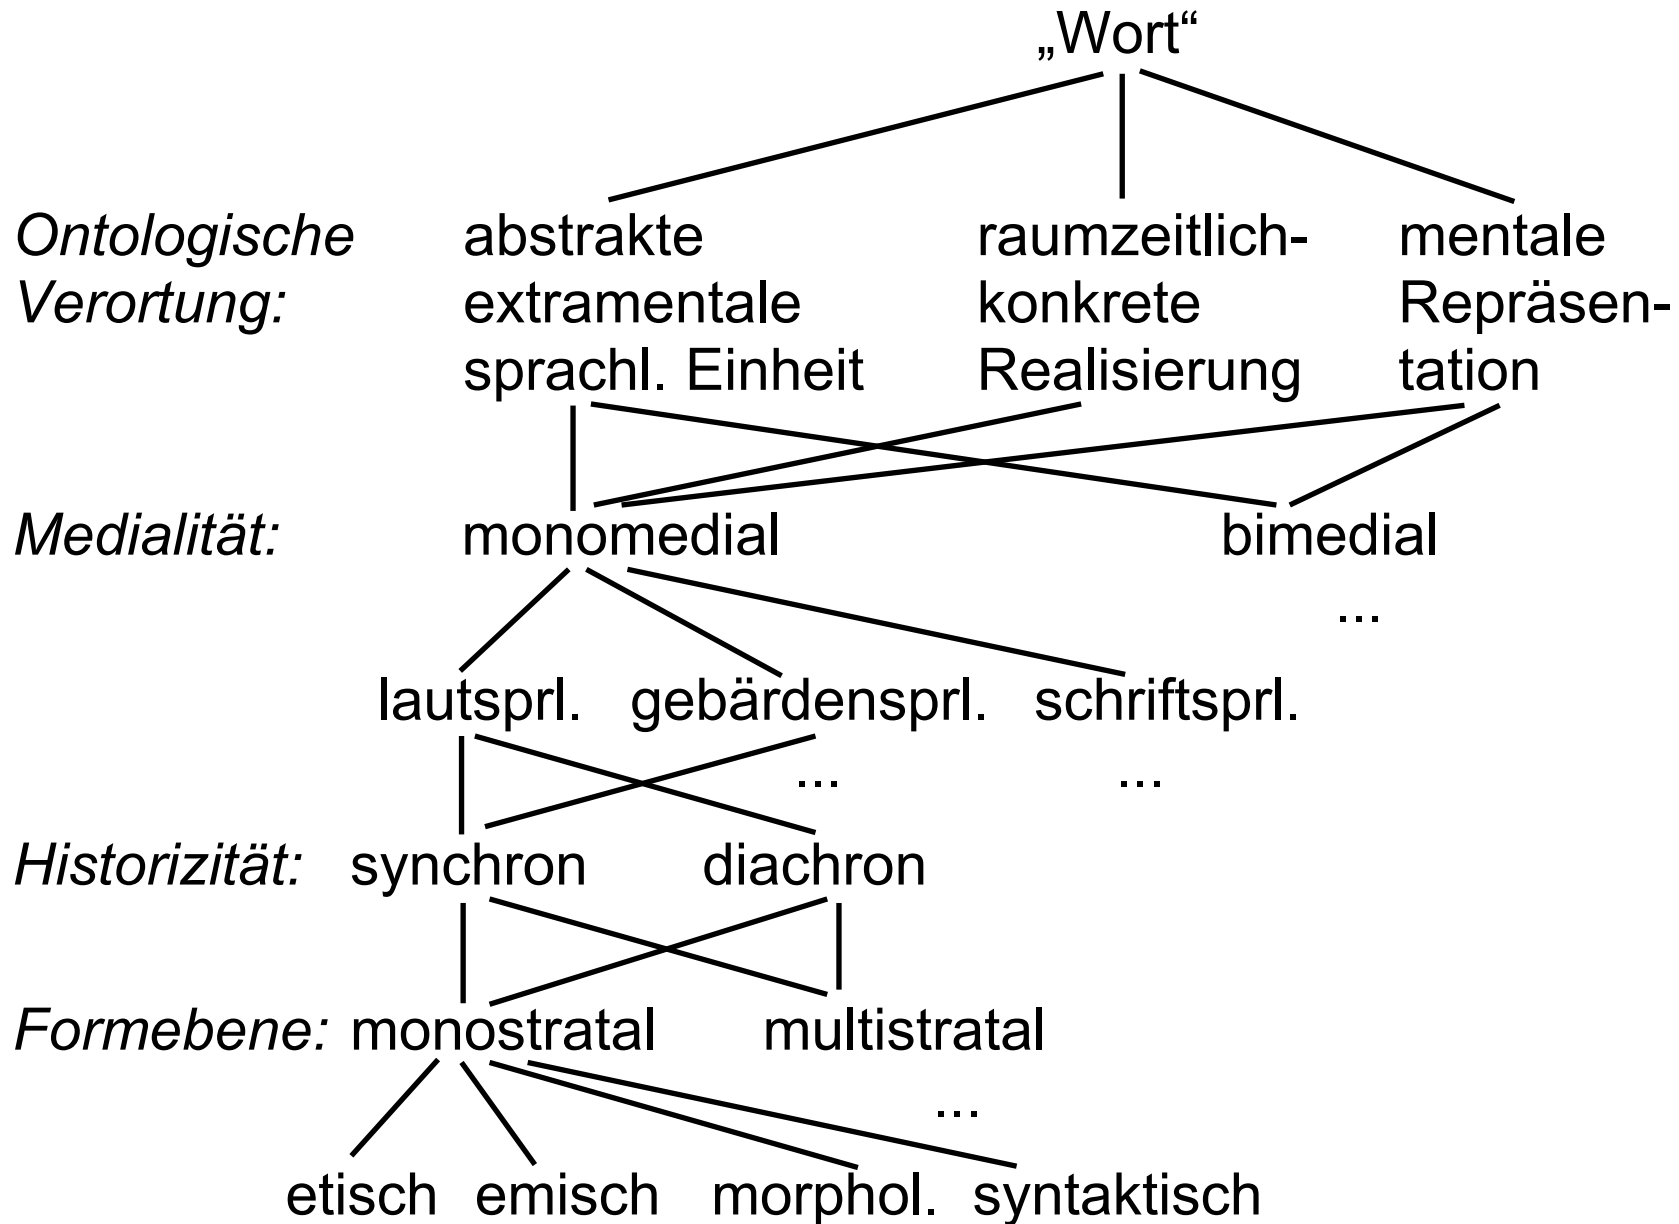 „Wort“
Ontologische abstrakte raumzeitlich- mentale
Verortung: extramentale konkrete Repräsen-
sprachl. Einheit Realisierung tation
Medialität: monomedial bimedial
...
lautsprl. gebärdensprl. schriftsprl.
... ...
Historizität: synchron diachron
Formebene: monostratal multistratal
...
etisch emisch morphol. syntaktisch